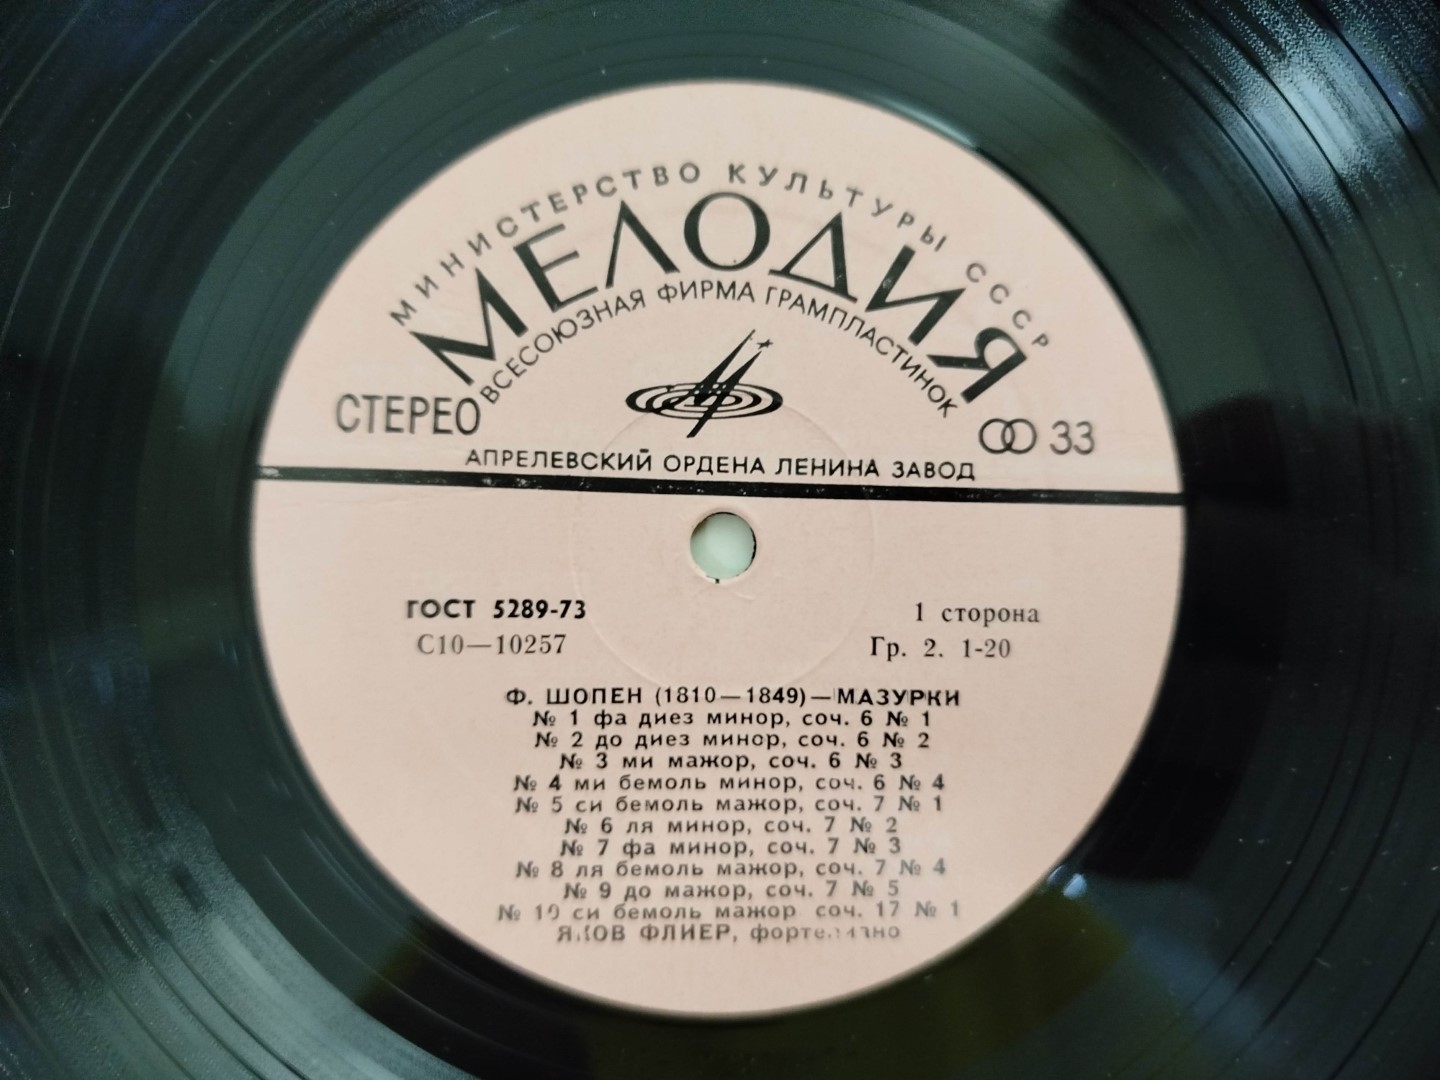 МИНИСТЕРСТВО КУЛЬТУРЫ СССР
МЕЛОДИЯ
ВСЕСОЮЗНАЯ ФИРМА ГРАМПЛАСТИНОК
СТЕРЕО
33
АПРЕЛЕВСКИЙ ОРДЕНА ЛЕНИНА ЗАВОД
ГОСТ 5289-73
1 сторона
С10—10257
Гр. 2. 1-20
Ф. ШОПЕН (1810—1849)—МАЗУРКИ
№ 1 фа диез минор, соч. 6 № 1
№ 2 до диез минор, соч. 6 № 2
№ 3 ми мажор, соч. 6 № 3
№ 4 ми бемоль минор, соч. 6 № 4
№ 5 си бемоль мажор, соч. 7 № 1
№ 6 ля минор, соч. 7 № 2
№ 7 фа минор, соч. 7 № 3
№ 8 ля бемоль мажор, соч. 7 № 4
№ 9 до мажор, соч. 7 № 5
№ 10 си бемоль мажор соч. 17 № 1
ЯКОВ ФЛИЕР, фортепиано